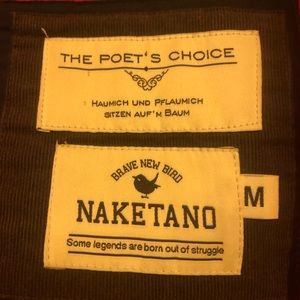 THE POET'S CHOICE
HAUMICH UND PFLAUMICH
SITZEN AUF'M BAUM
BRAVE NEW BIRD
NAKETANO
Some legends are born out of struggle
M